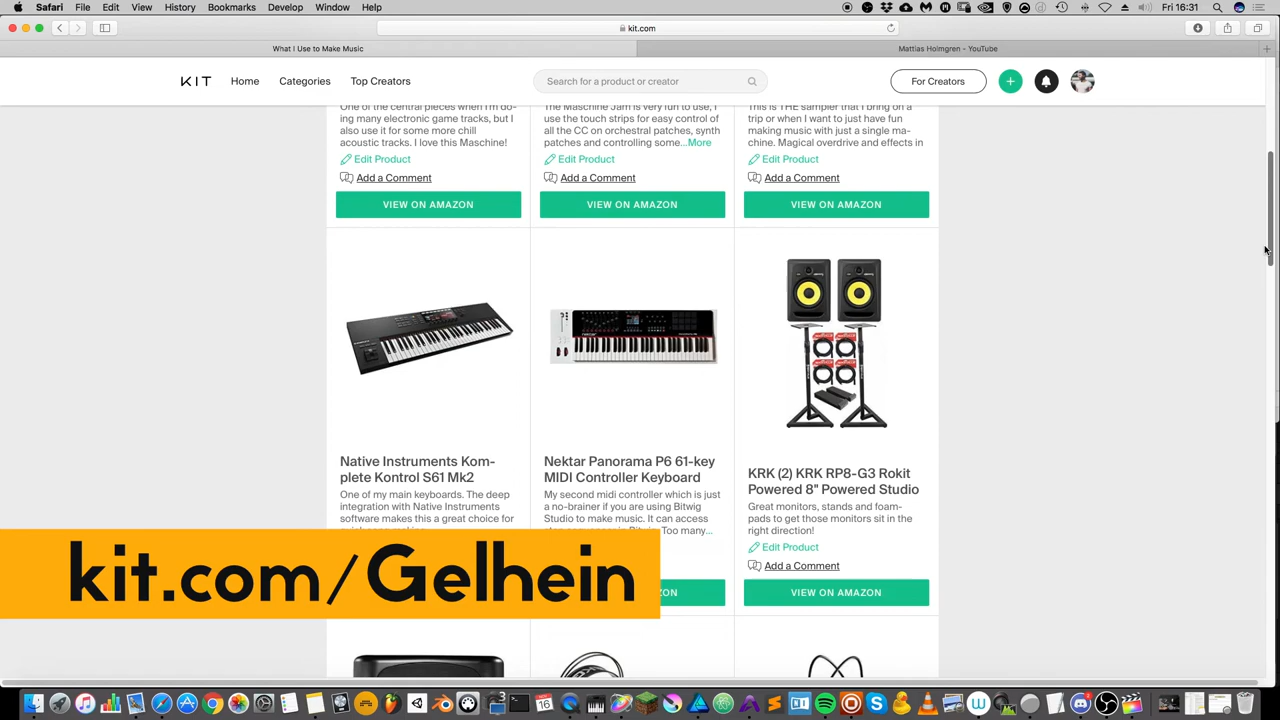 Safari File Edit View History Bookmarks Develop Window Help Fri 16:31
kit.com
What I Use to Make Music
Mattias Holmgren - YouTube
KIT Home Categories Top Creators Search for a product or creator For Creators
One of the central pieces when I'm do-
ing many electronic game tracks, but I
also use it for some more chill
acoustic tracks. I love this Maschine!
Edit Product
Add a Comment
VIEW ON AMAZON
The Maschine Jam is very fun to use, I
use the touch strips for easy control of
all the CC on orchestral patches, synth
patches and controlling some...More
Edit Product
Add a Comment
VIEW ON AMAZON
This is THE sampler that I bring on a
trip or when I want to just have fun
making music with just a single ma-
chine. Magical overdrive and effects in
Edit Product
Add a Comment
VIEW ON AMAZON
Native Instruments Kom-
plete Kontrol S61 Mk2
One of my main keyboards. The deep
integration with Native Instruments
software makes this a great choice for
Nektar Panorama P6 61-key
MIDI Controller Keyboard
My second midi controller which is just
a no-brainer if you are using Bitwig
Studio to make music. It can access
Too many...
KRK (2) KRK RP8-G3 Rokit
Powered 8" Powered Studio
Great monitors, stands and foam-
pads to get those monitors sit in the
right direction!
Edit Product
Add a Comment
VIEW ON AMAZON
kit.com/Gelhein